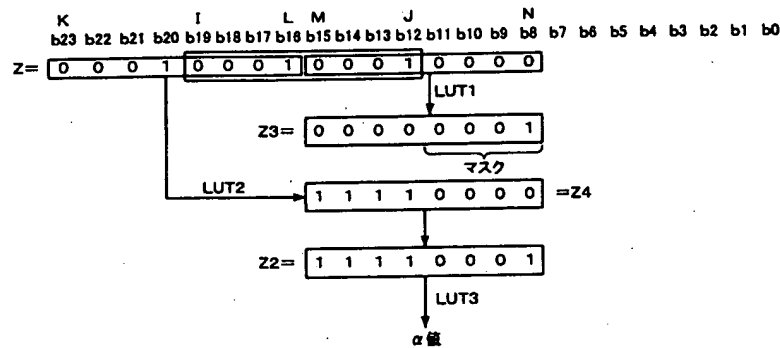 K I L M J N
b23 b22 b21 b20 b19 b18 b17 b16 b15 b14 b13 b12 b11 b10 b9 b8 b7 b6 b5 b4 b3 b2 b1 b0
Z= 0 0 0 1 0 0 0 1 0 0 0 1 0 0 0 0
LUT1
Z3= 0 0 0 0 0 0 0 1
マスク
LUT2 1 1 1 1 0 0 0 0 =Z4
Z2= 1 1 1 1 0 0 0 1
LUT3
α値